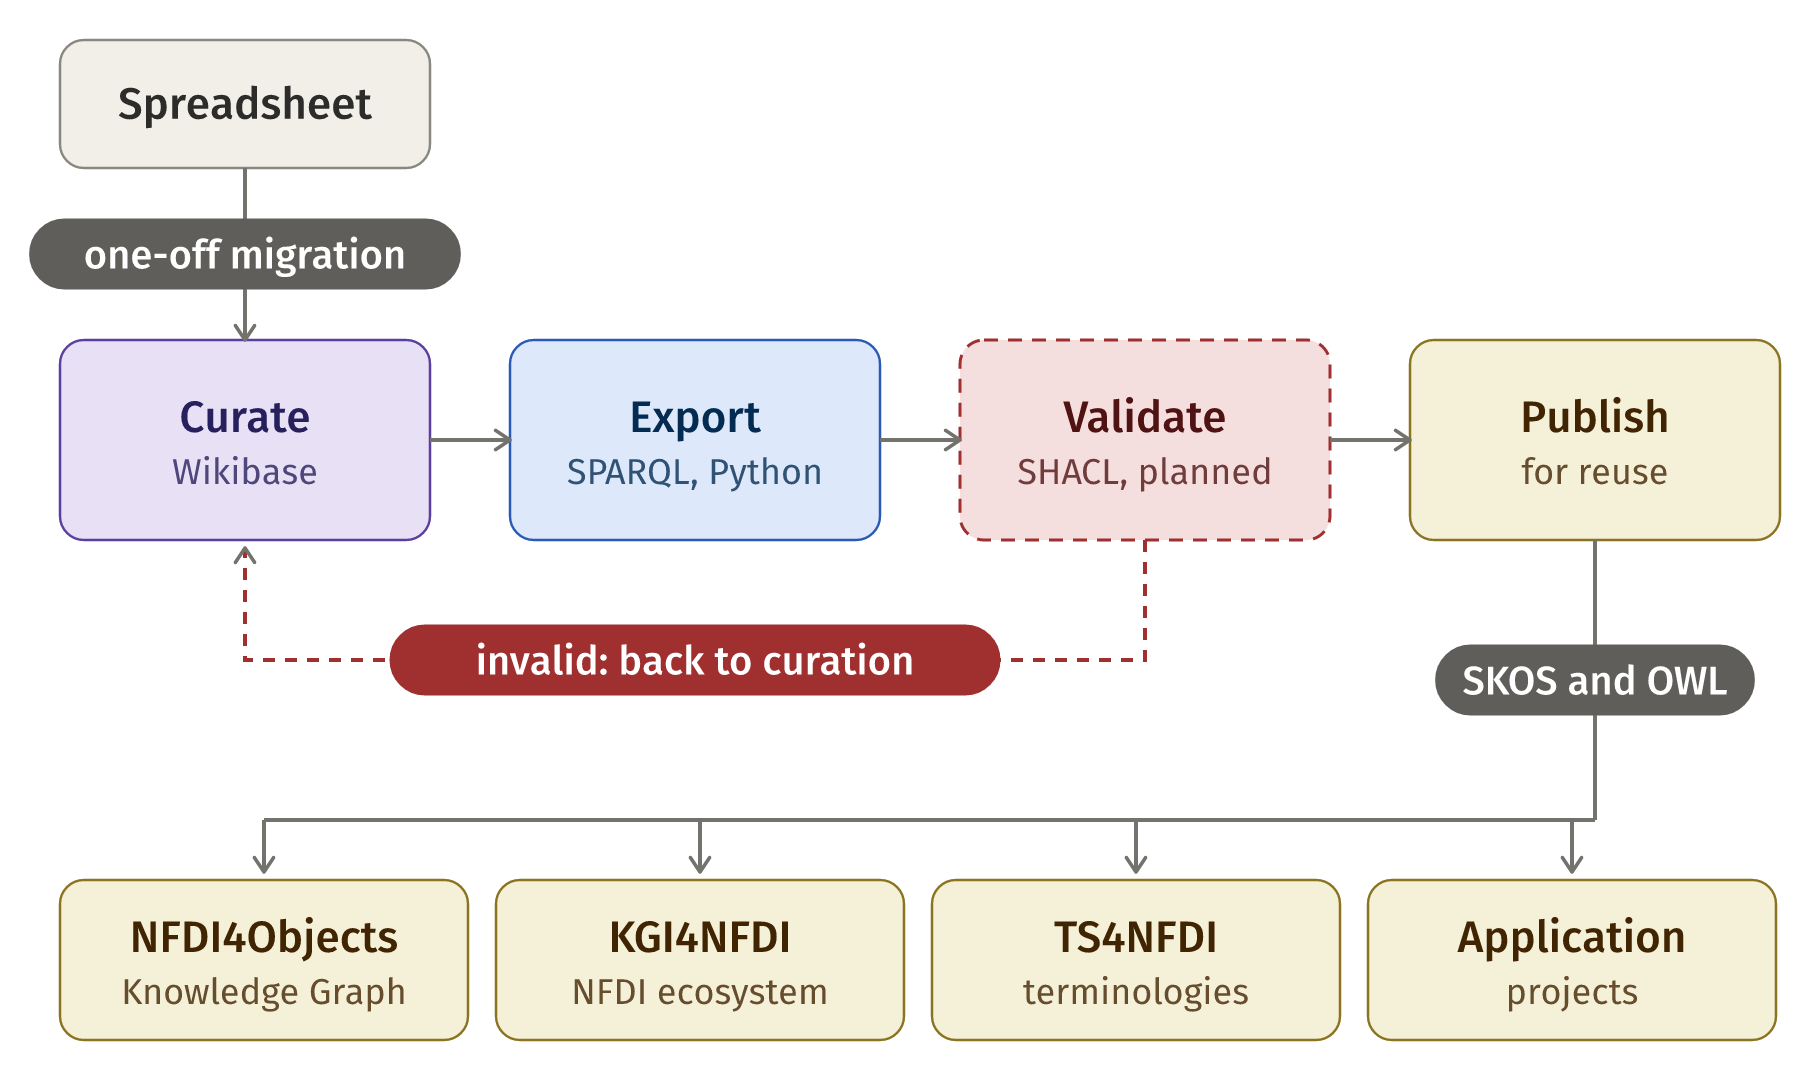 Spreadsheet
one-off migration
Curate
Wikibase
Export
SPARQL, Python
Validate
SHACL, planned
Publish
for reuse
invalid: back to curation
SKOS and OWL
NFDI4Objects
Knowledge Graph
KGI4NFDI
NFDI ecosystem
TS4NFDI
terminologies
Application
projects